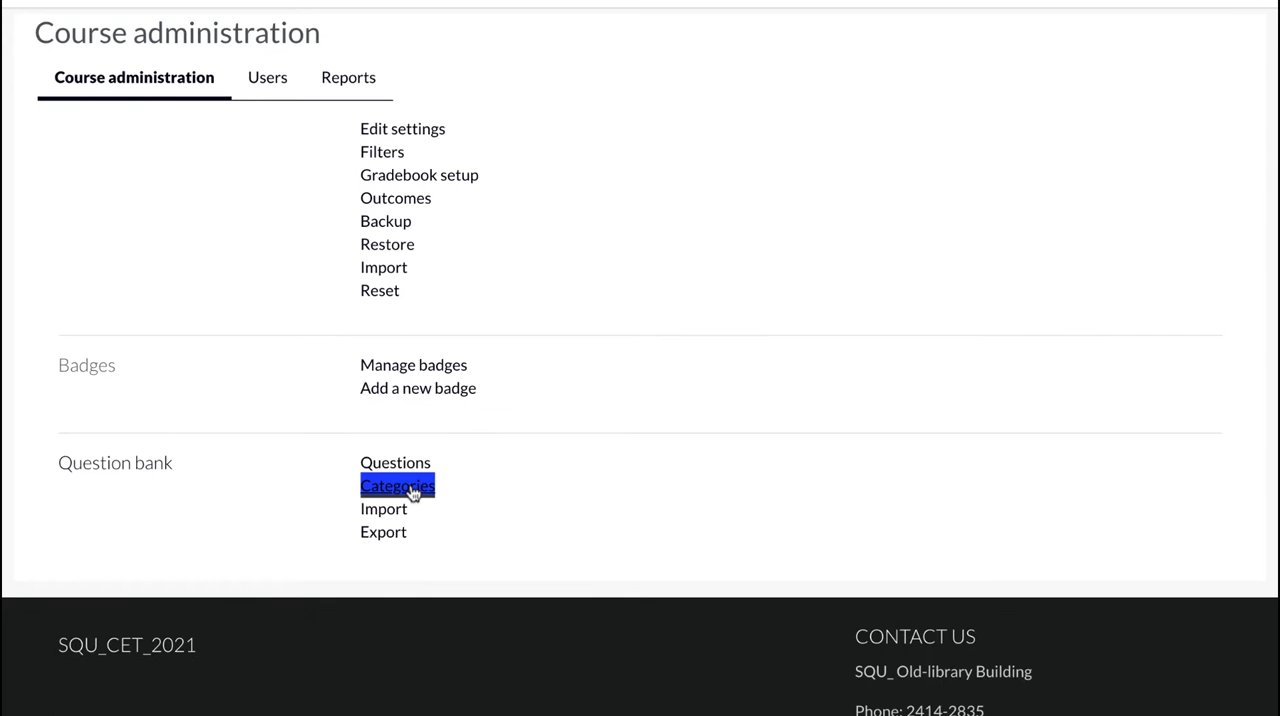 Course administration
Course administration Users Reports
Edit settings
Filters
Gradebook setup
Outcomes
Backup
Restore
Import
Reset
Badges
Manage badges
Add a new badge
Question bank
Questions
Categories
Import
Export
SQU_CET_2021
CONTACT US
SQU_ Old-library Building
Phone: 2414-2835